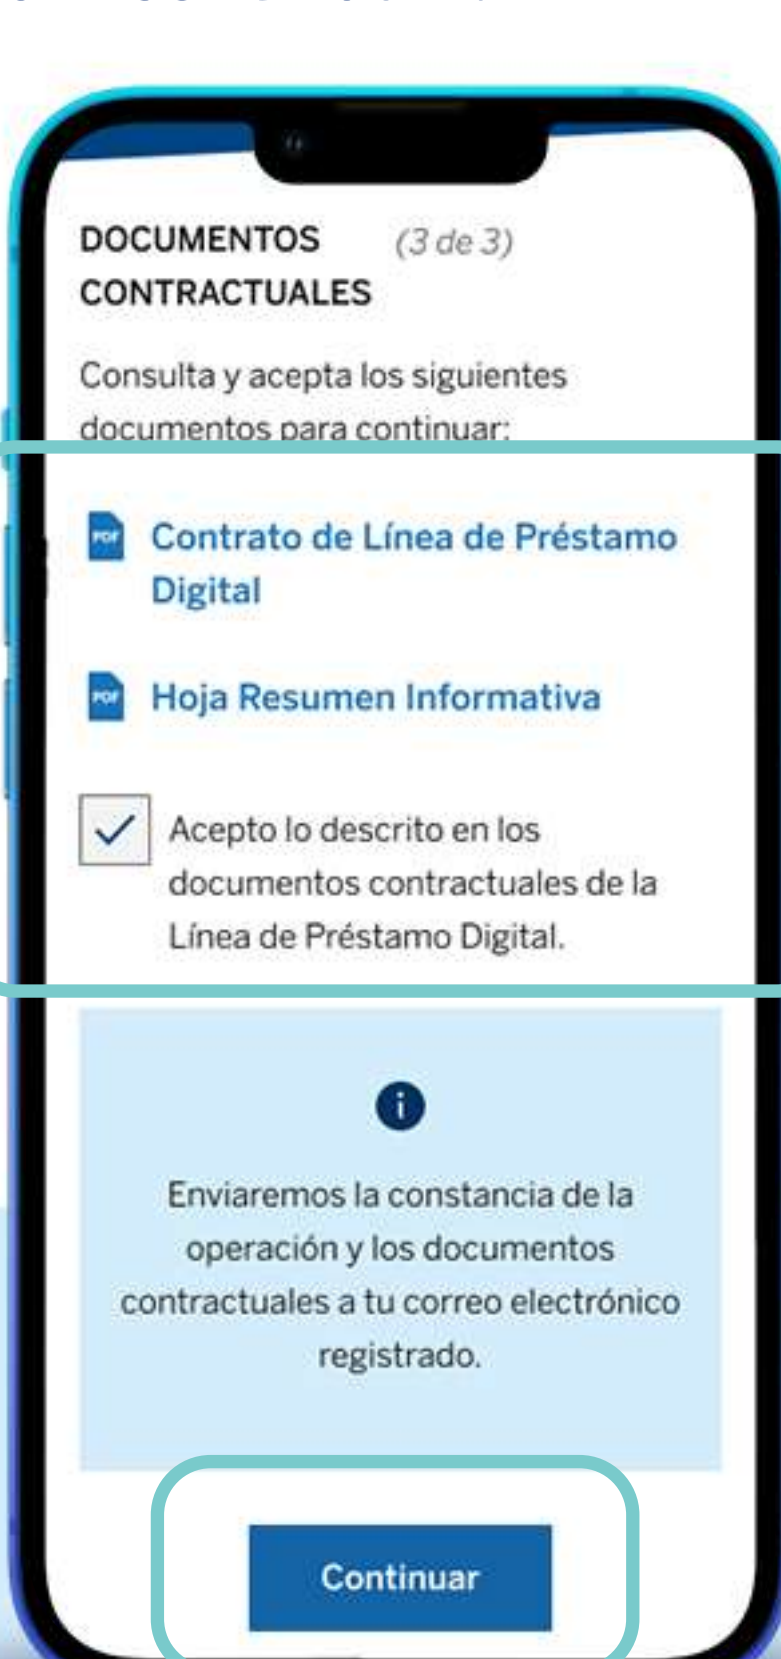 DOCUMENTOS (3 de 3)
CONTRACTUALES
Consulta y acepta los siguientes
documentos para continuar:
PDF Contrato de Línea de Préstamo
Digital
PDF Hoja Resumen Informativa
Acepto lo descrito en los
documentos contractuales de la
Línea de Préstamo Digital.
i
Enviaremos la constancia de la
operación y los documentos
contractuales a tu correo electrónico
registrado.
Continuar